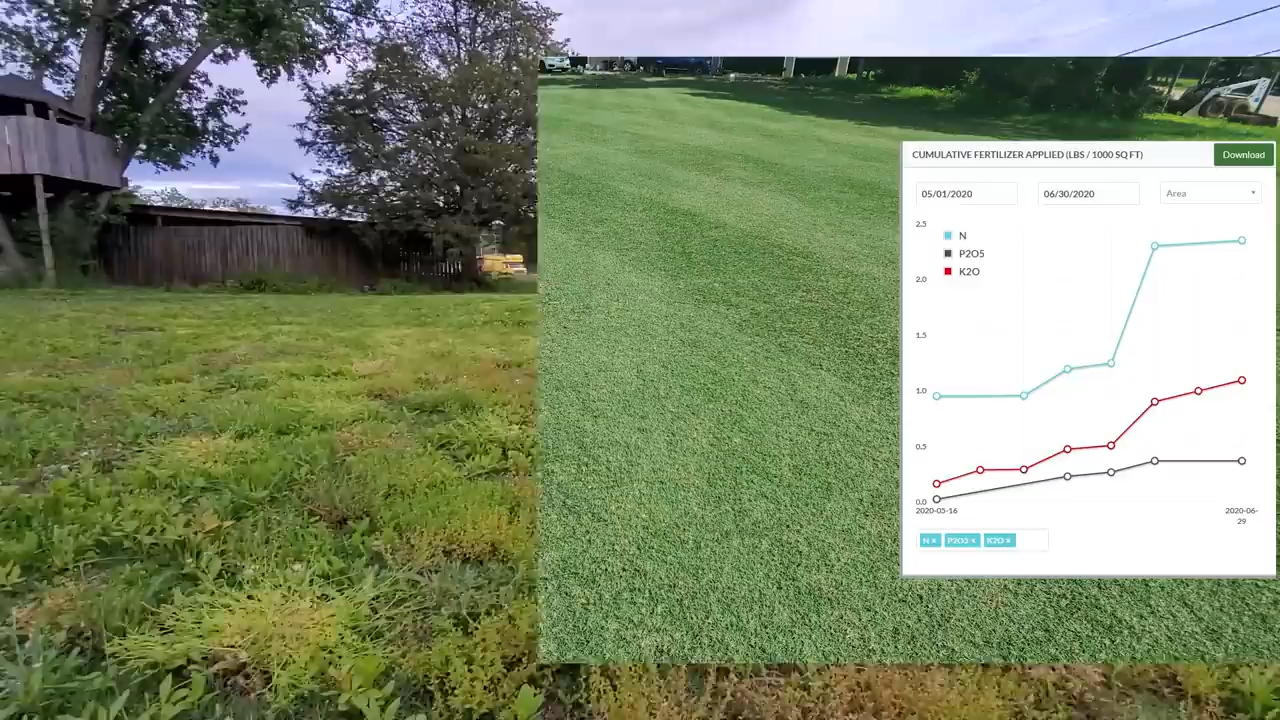 CUMULATIVE FERTILIZER APPLIED (LBS / 1000 SQ FT)
Download
05/01/2020
06/30/2020
Area
2.5
N
P2O5
K2O
2.0
1.5
1.0
0.5
0.0
2020-05-16
2020-06-
29
N ×
P2O5 ×
K2O ×